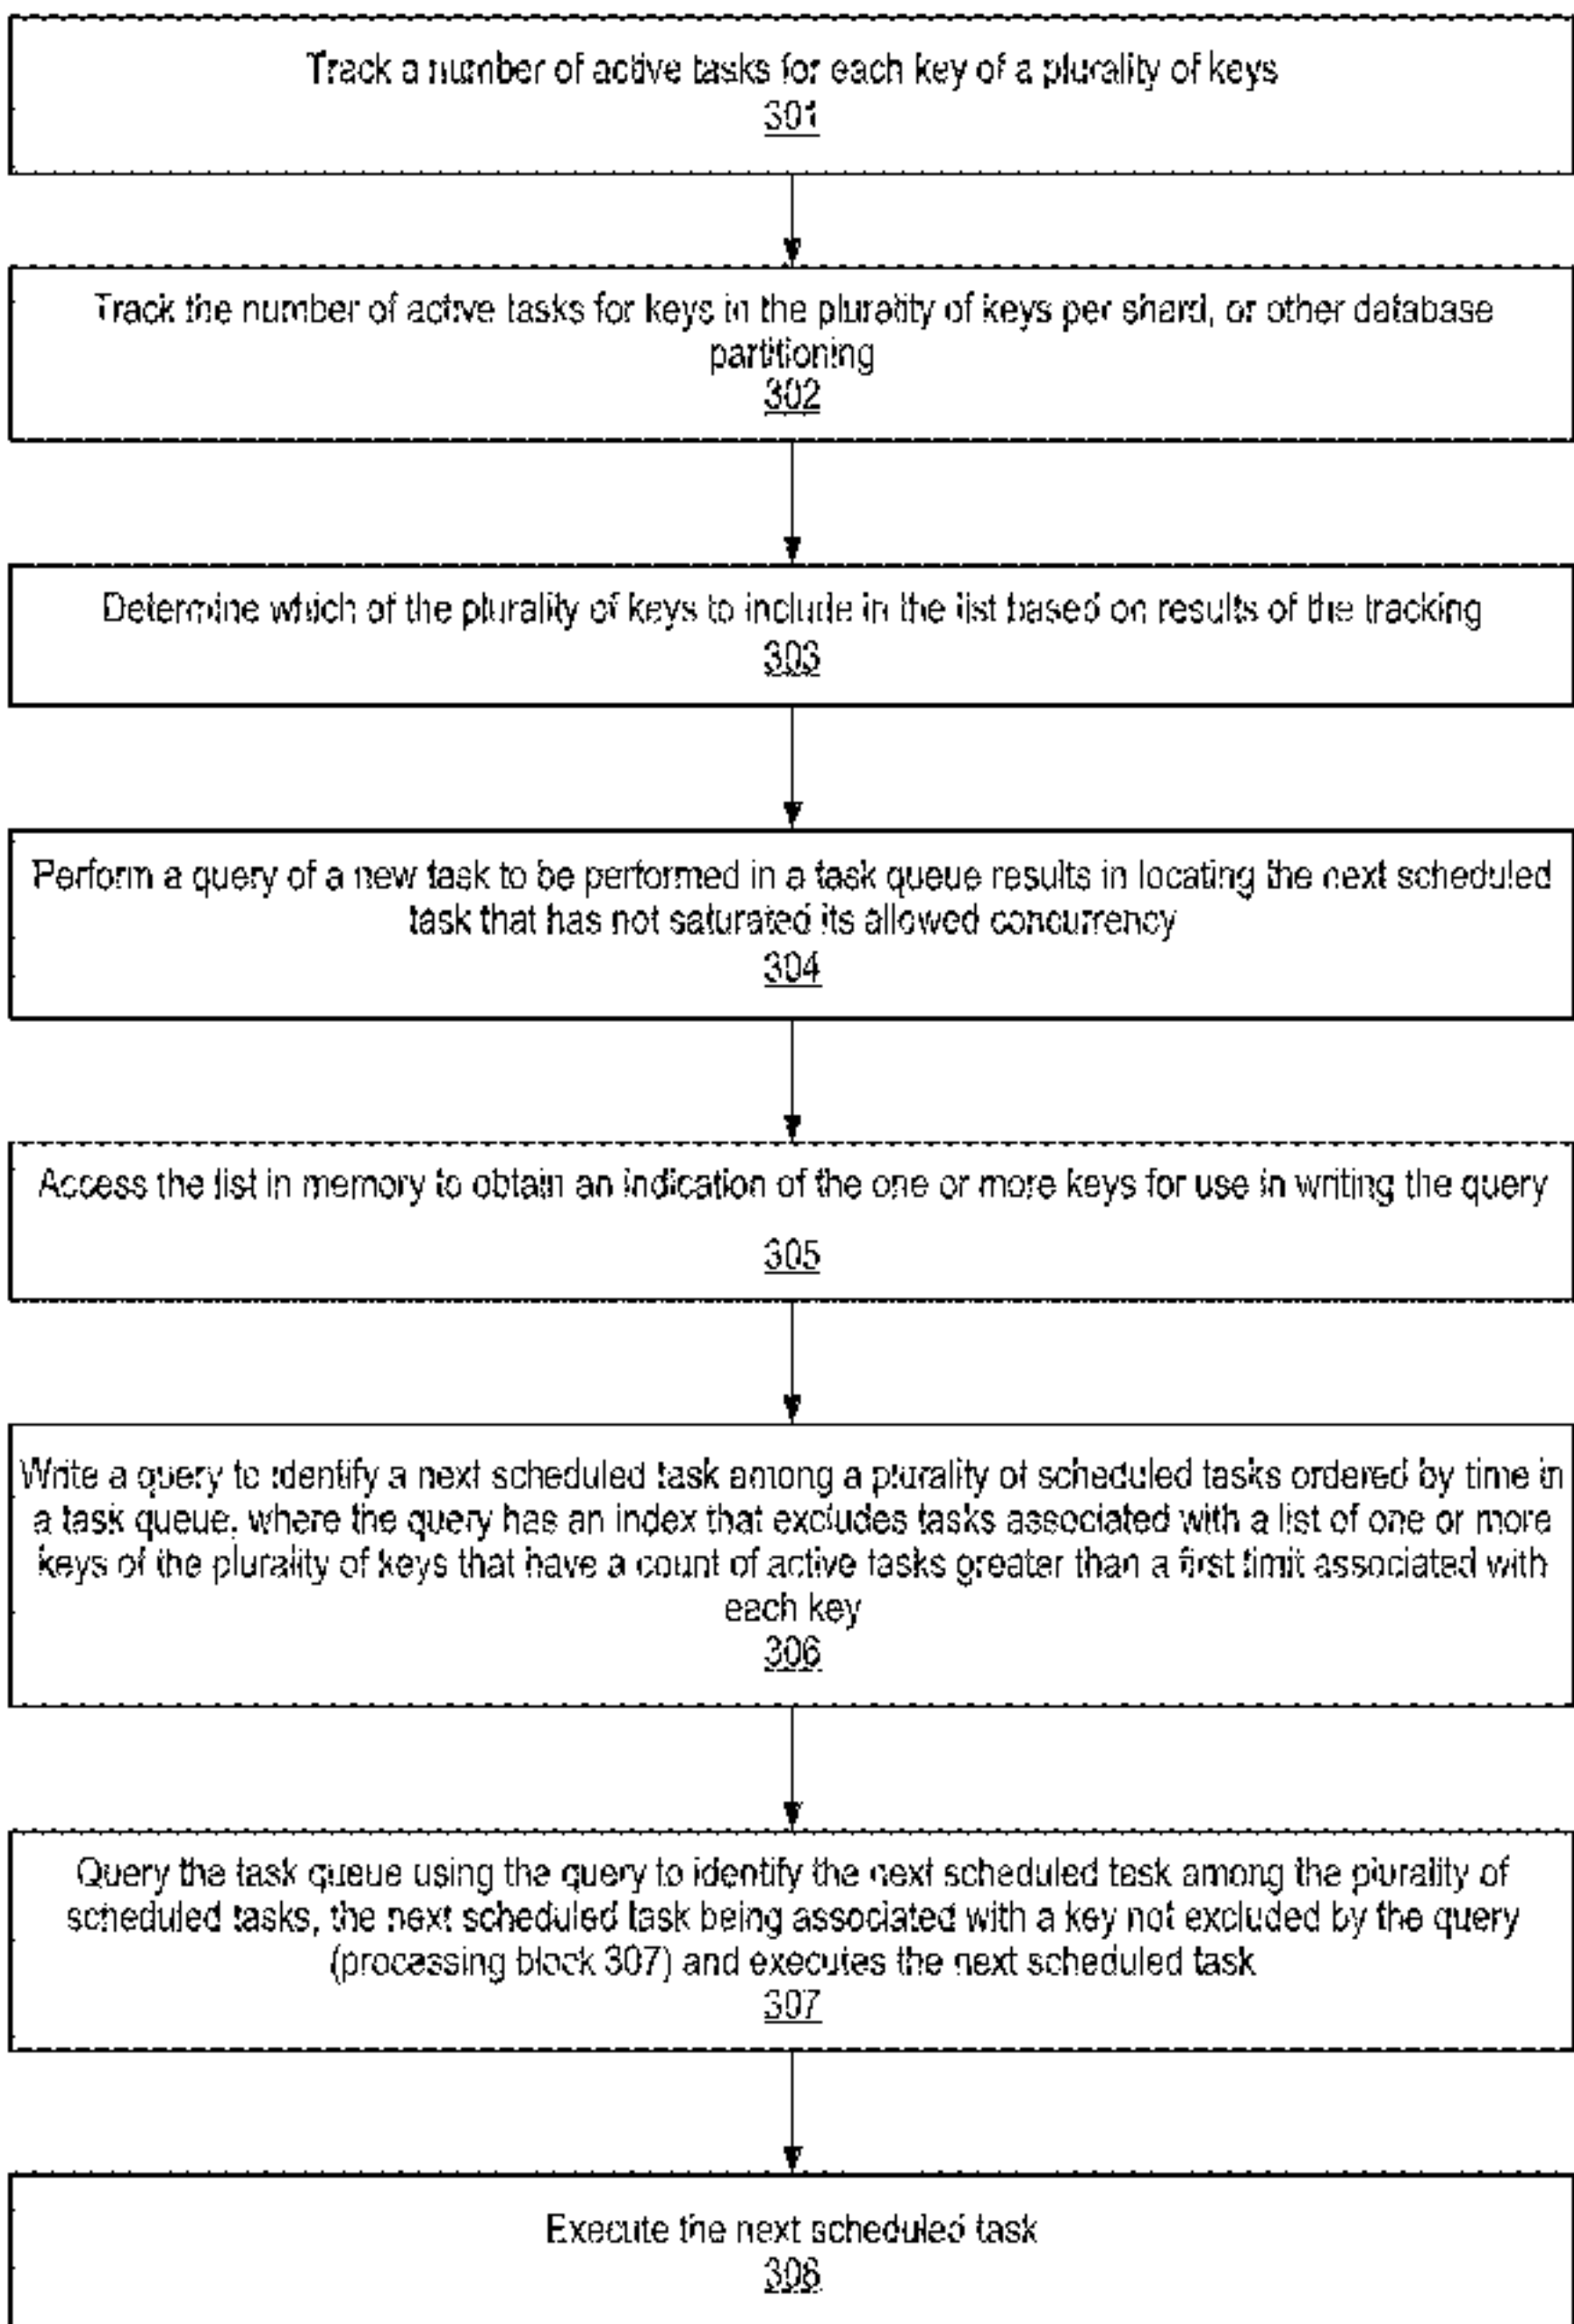 Track a number of active tasks for each key of a plurality of keys
301
Track the number of active tasks for keys in the plurality of keys per shard, or other database
partitioning
302
Determine which of the plurality of keys to include in the list based on results of the tracking
303
Perform a query of a new task to be performed in a task queue results in locating the next scheduled
task that has not saturated its allowed concurrency
304
Access the list in memory to obtain an indication of the one or more keys for use in writing the query
305
Write a query to identify a next scheduled task among a plurality of scheduled tasks ordered by time in
a task queue, where the query has an index that excludes tasks associated with a list of one or more
keys of the plurality of keys that have a count of active tasks greater than a first limit associated with
each key
306
Query the task queue using the query to identify the next scheduled task among the plurality of
scheduled tasks, the next scheduled task being associated with a key not excluded by the query
(processing block 307) and executes the next scheduled task
307
Execute the next scheduled task
308